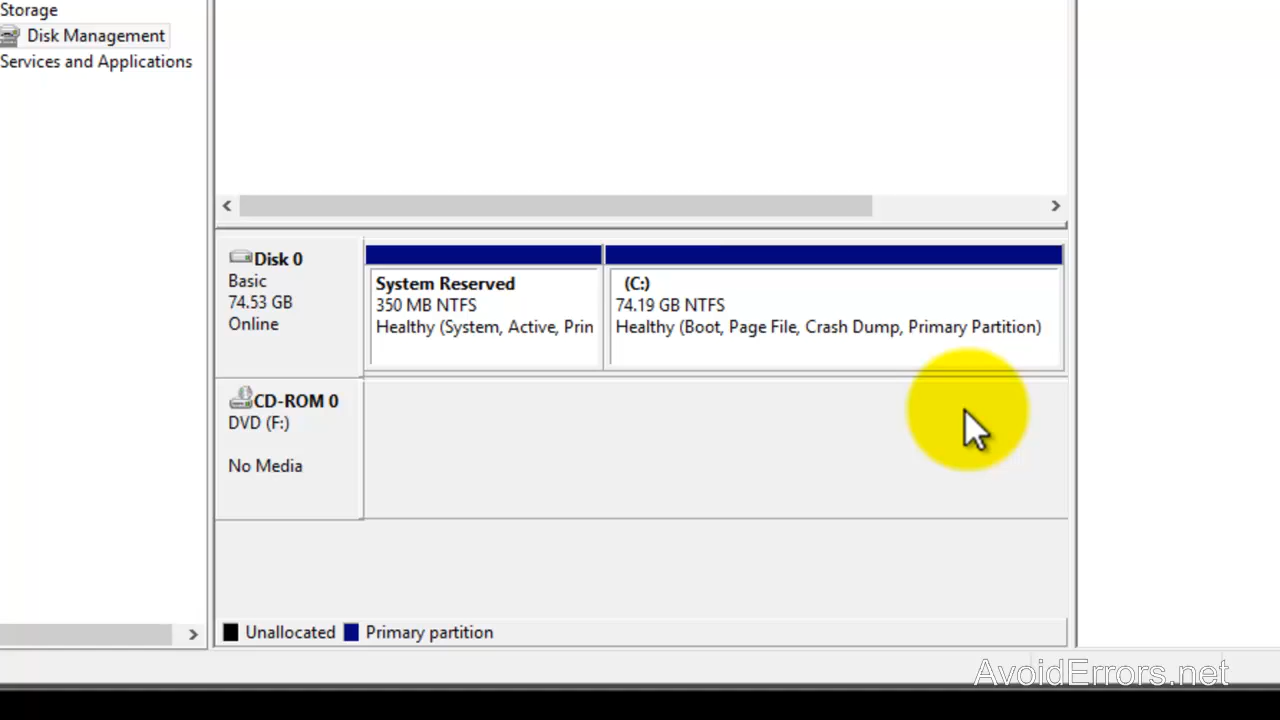 Storage
Disk Management
Services and Applications
Disk 0
Basic
74.53 GB
Online
System Reserved
350 MB NTFS
Healthy (System, Active, Prin
(C:)
74.19 GB NTFS
Healthy (Boot, Page File, Crash Dump, Primary Partition)
CD-ROM 0
DVD (F:)
No Media
Unallocated
Primary partition
AvoidErrors.net